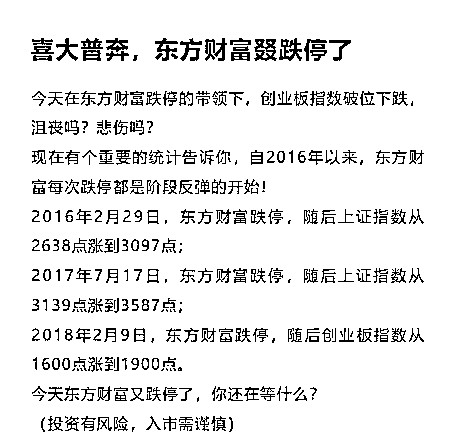 喜大普奔，东方财富叕跌停了
今天在东方财富跌停的带领下，创业板指数破位下跌，
沮丧吗？悲伤吗？
现在有个重要的统计告诉你，自2016年以来，东方财
富每次跌停都是阶段反弹的开始！
2016年2月29日，东方财富跌停，随后上证指数从
2638点涨到3097点；
2017年7月17日，东方财富跌停，随后上证指数从
3139点涨到3587点；
2018年2月9日，东方财富跌停，随后创业板指数从
1600点涨到1900点。
今天东方财富又跌停了，你还在等什么？
（投资有风险，入市需谨慎）